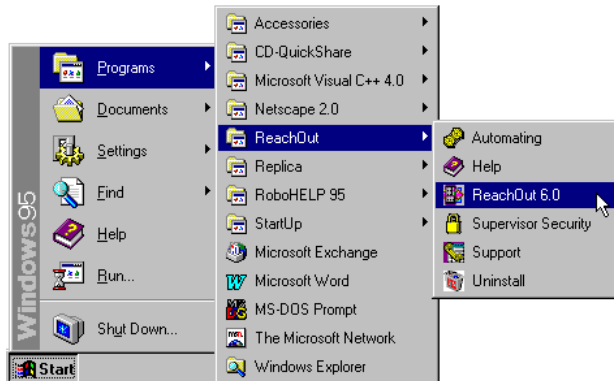 Windows95
Programs
Documents
Settings
Find
Help
Run...
Shut Down...
Start
Accessories
CD-QuickShare
Microsoft Visual C++ 4.0
Netscape 2.0
ReachOut
Replica
RoboHELP 95
StartUp
Microsoft Exchange
Microsoft Word
MS-DOS Prompt
The Microsoft Network
Windows Explorer
Automating
Help
ReachOut 6.0
Supervisor Security
Support
Uninstall